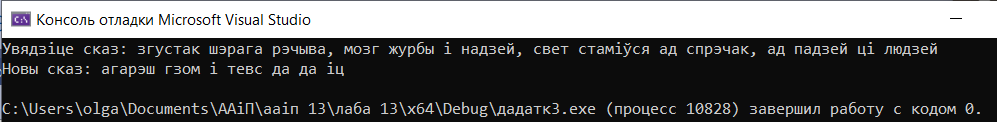 Консоль отладки Microsoft Visual Studio
Увядзіце сказ: згустак шэрага рэчыва, мозг журбы і надзей, свет стаміўся ад спрэчак, ад падзей ці людзей
Новы сказ: агарэш гзом і тевс да да іц
C:\Users\olga\Documents\ААіП\ааіп 13\лаба 13\x64\Debug\дадатк3.exe (процесс 10828) завершил работу с кодом 0.